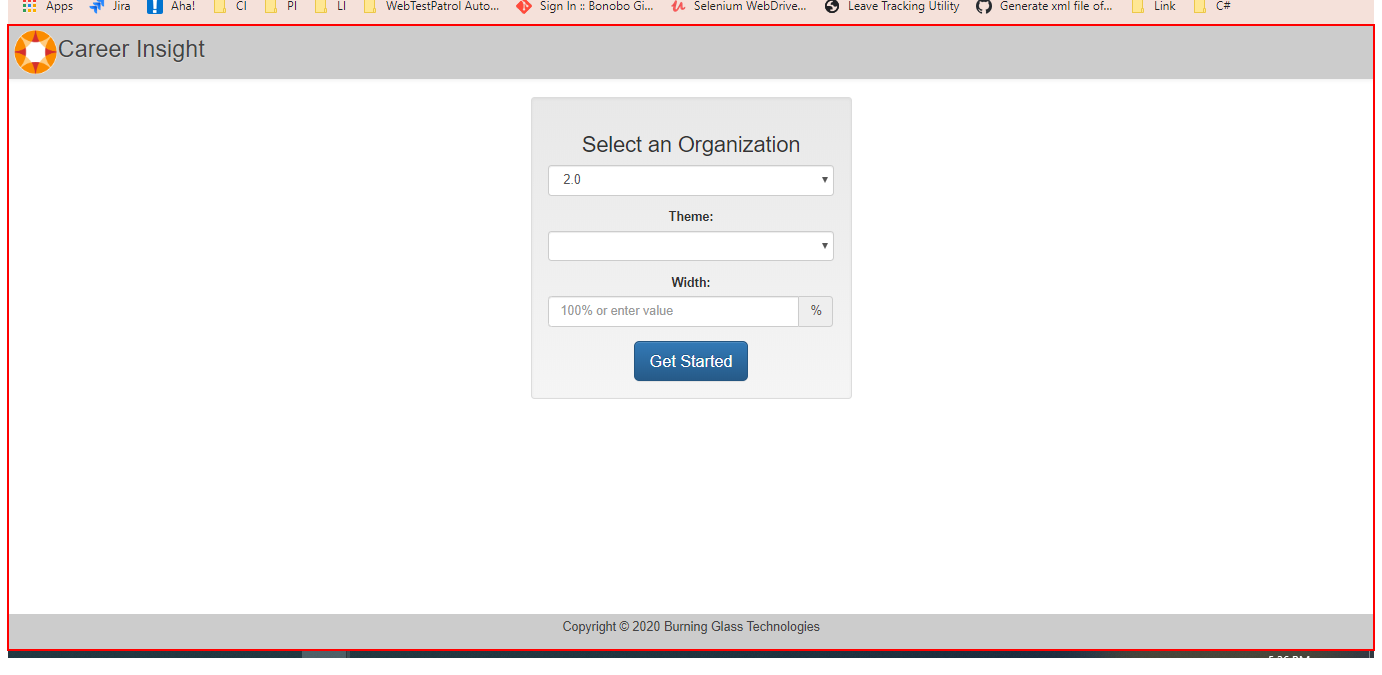 Apps Jira Aha! CI PI LI WebTestPatrol Auto... Sign In :: Bonobo Gi... Selenium WebDrive... Leave Tracking Utility Generate xml file of... Link C#
Career Insight
Select an Organization
2.0
Theme:
Width:
100% or enter value %
Get Started
Copyright © 2020 Burning Glass Technologies